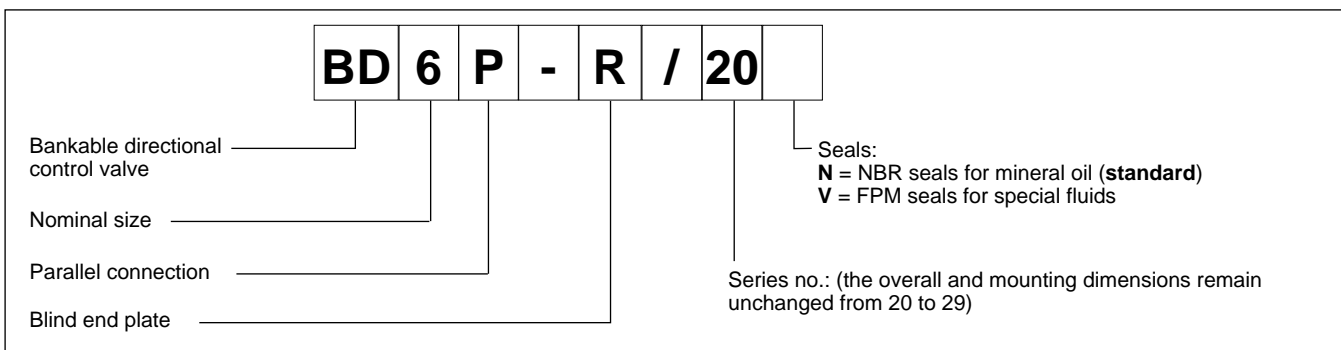 BD 6 P - R / 20
Bankable directional
control valve
Nominal size
Parallel connection
Blind end plate
Seals:
N = NBR seals for mineral oil (standard)
V = FPM seals for special fluids
Series no.: (the overall and mounting dimensions remain
unchanged from 20 to 29)